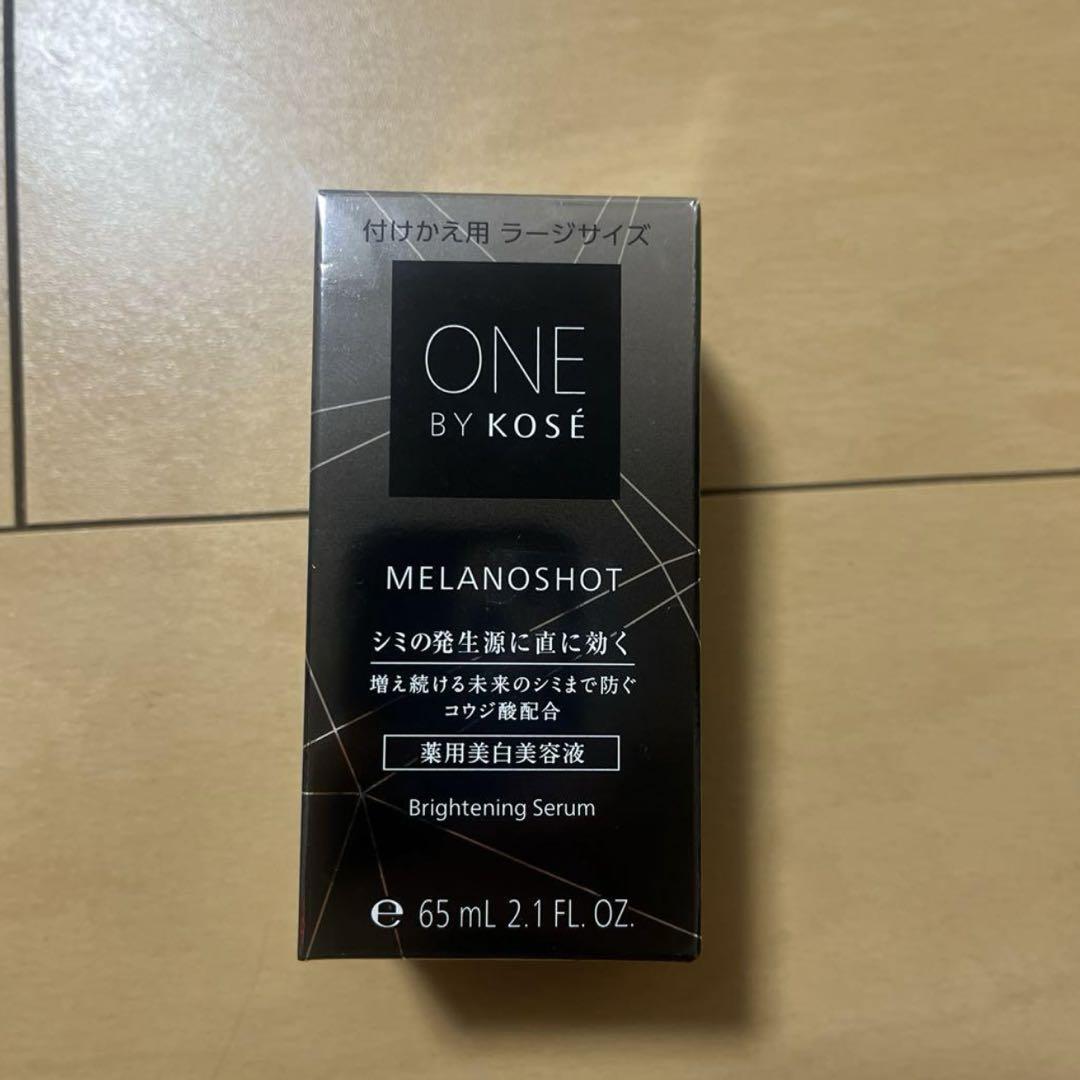 付けかえ用 ラージサイズ
ONE
BY KOSÉ
MELANOSHOT
シミの発生源に直に効く
増え続ける未来のシミまで防ぐ
コウジ酸配合
薬用美白美容液
Brightening Serum
℮ 65 mL 2.1 FL. OZ.